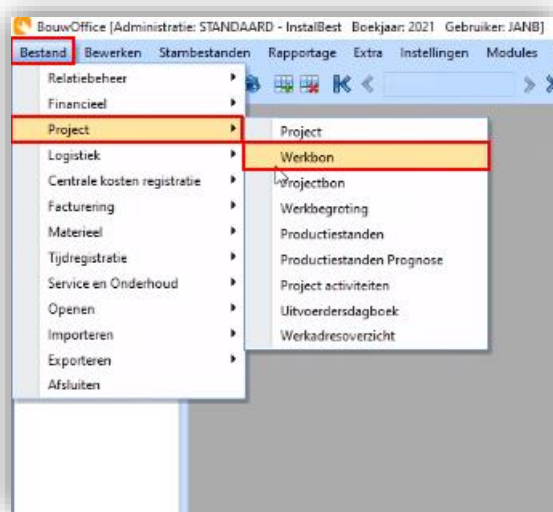 BouwOffice [Administratie: STANDAARD - InstalBest Boekjaar: 2021 Gebruiker: JANB]
Bestand Bewerken Stambestanden Rapportage Extra Instellingen Modules
Relatiebeheer
Financieel
Project
Logistiek
Centrale kosten registratie
Facturering
Materieel
Tijdregistratie
Service en Onderhoud
Openen
Importeren
Exporteren
Afsluiten
Project
Werkbon
Projectbon
Werkbegroting
Productiestanden
Productiestanden Prognose
Project activiteiten
Uitvoerdersdagboek
Werkadresoverzicht